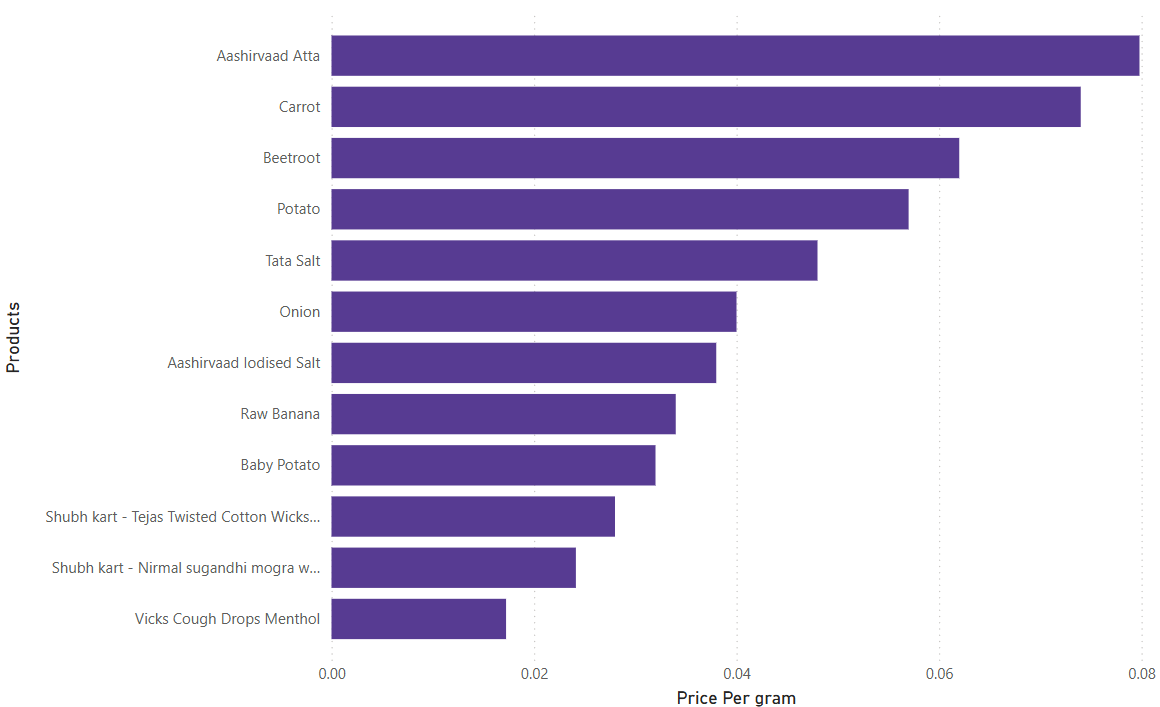 Products
Aashirvaad Atta
Carrot
Beetroot
Potato
Tata Salt
Onion
Aashirvaad Iodised Salt
Raw Banana
Baby Potato
Shubh kart - Tejas Twisted Cotton Wicks...
Shubh kart - Nirmal sugandhi mogra w...
Vicks Cough Drops Menthol
0.00 0.02 0.04 0.06 0.08
Price Per gram